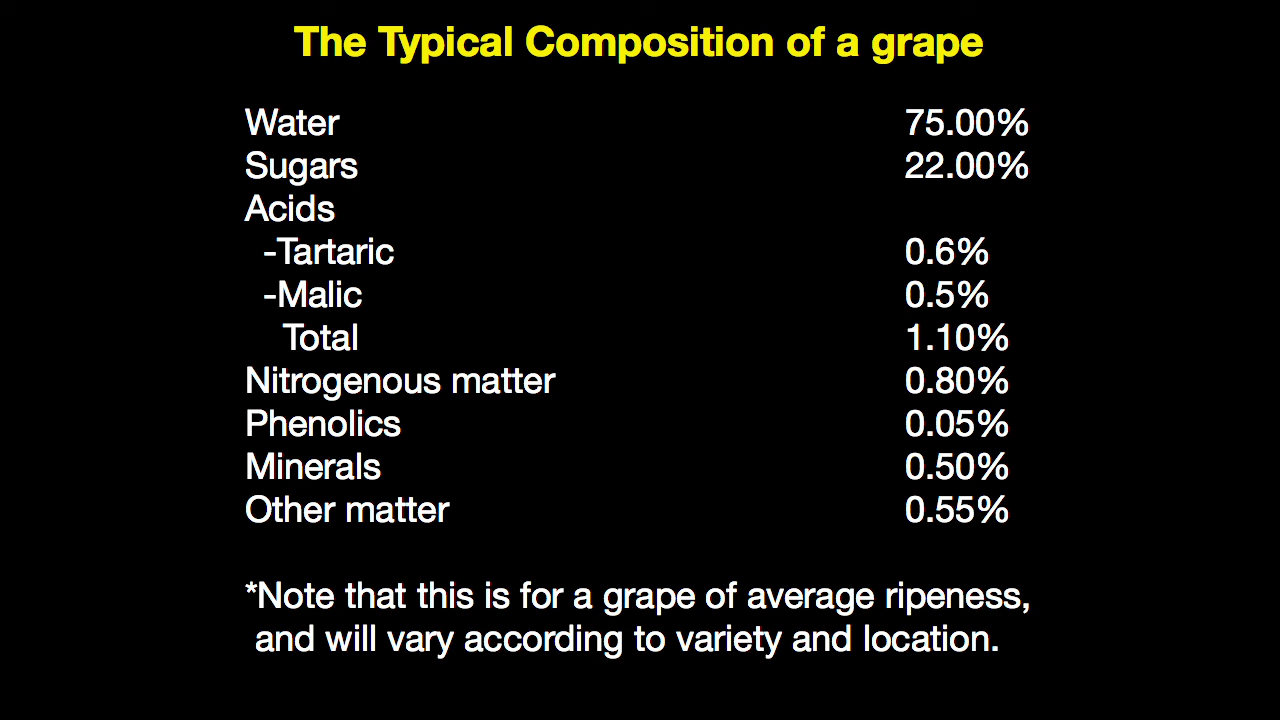 The Typical Composition of a grape
Water 75.00%
Sugars 22.00%
Acids
-Tartaric 0.6%
-Malic 0.5%
Total 1.10%
Nitrogenous matter 0.80%
Phenolics 0.05%
Minerals 0.50%
Other matter 0.55%
*Note that this is for a grape of average ripeness,
and will vary according to variety and location.